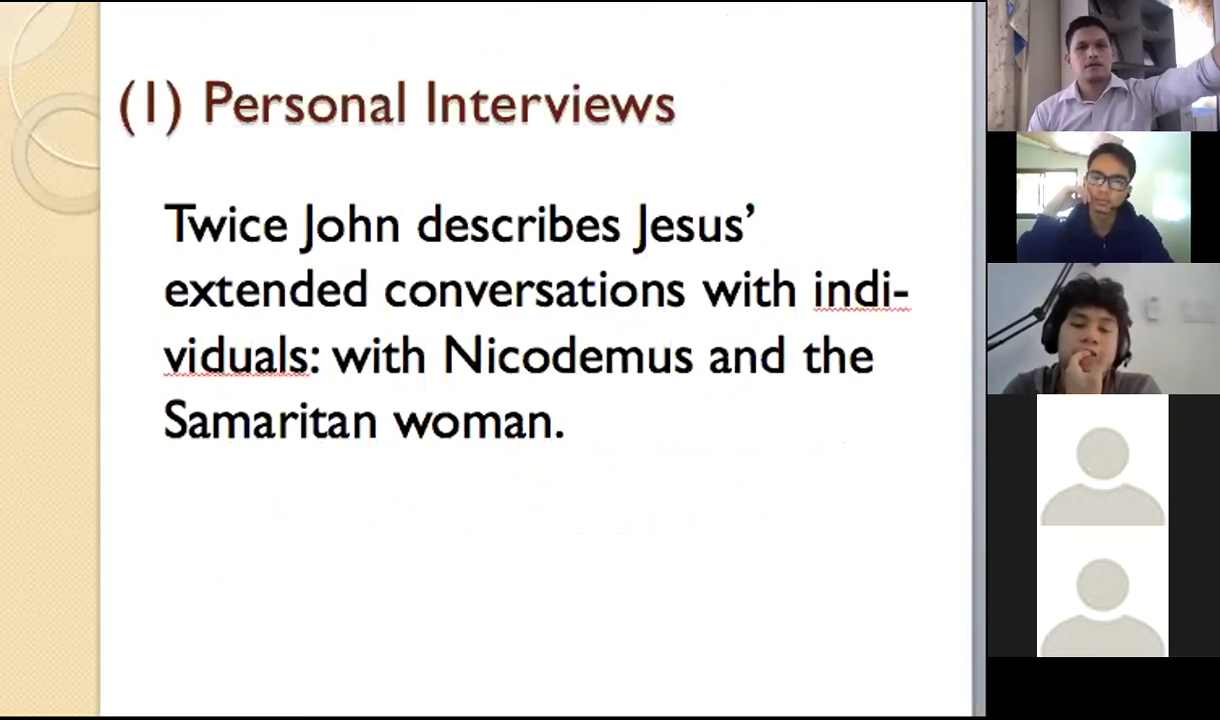 (1) Personal Interviews
Twice John describes Jesus’
extended conversations with indi-
viduals: with Nicodemus and the
Samaritan woman.